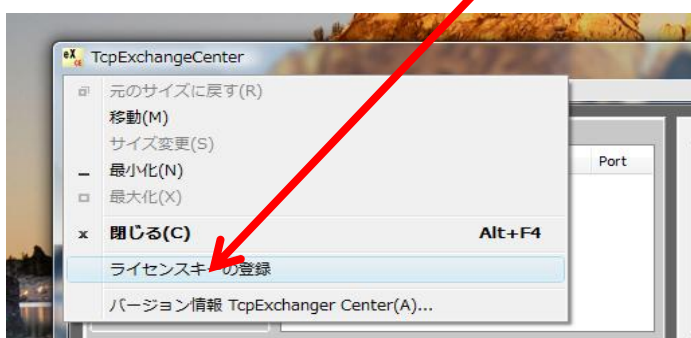 eX CE TcpExchangeCenter
元のサイズに戻す(R)
移動(M)
サイズ変更(S)
最小化(N)
最大化(X)
x 閉じる(C) Alt+F4
ライセンスキーの登録
バージョン情報 TcpExchanger Center(A)...
Port